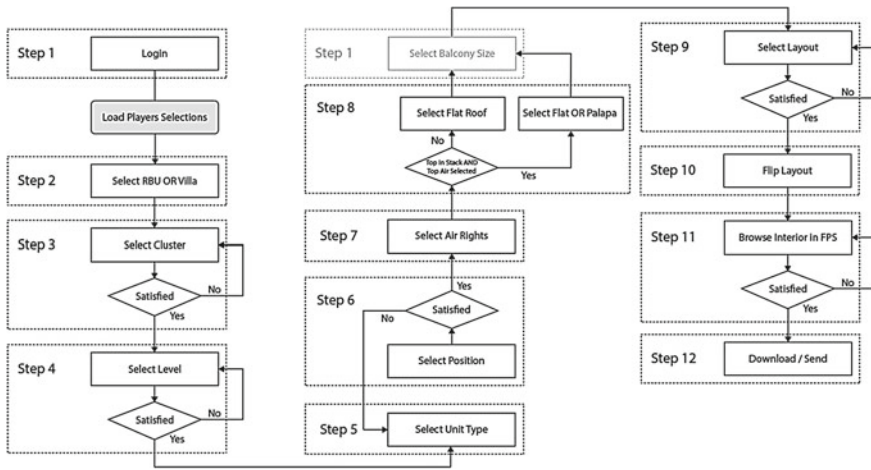 Step 1
Login
Load Players Selections
Step 2
Select RBU OR Villa
Step 3
Select Cluster
Satisfied
No
Yes
Step 4
Select Level
Satisfied
No
Yes
Step 1
Select Balcony Size
Step 8
Select Flat Roof
Select Flat OR Palapa
No
Top in Stack AND
Top Air Selected
Yes
Step 7
Select Air Rights
Yes
Step 6
No
Satisfied
Select Position
Step 5
Select Unit Type
Step 9
Select Layout
Satisfied
No
Yes
Step 10
Flip Layout
Step 11
Browse Interior in FPS
Satisfied
No
Yes
Step 12
Download / Send